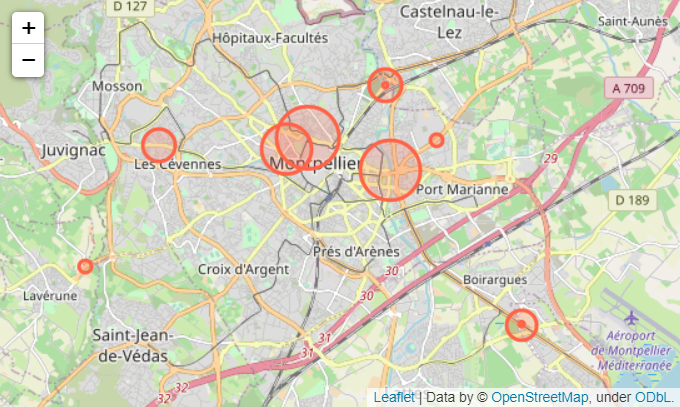 +
−
D 127
Castelnau-le-
Lez
Saint-Aunès
Hôpitaux-Facultés
Mosson
A 709
Juvignac
Les Cévennes
Montpellier
29
Port Marianne
D 189
Prés d'Arènes
Croix d'Argent
30
Boirargues
Lavérune
30
Saint-Jean-
de-Védas
31
31
Aéroport
de Montpellier
Méditerranée
32
32
Leaflet | Data by © OpenStreetMap, under ODbL.